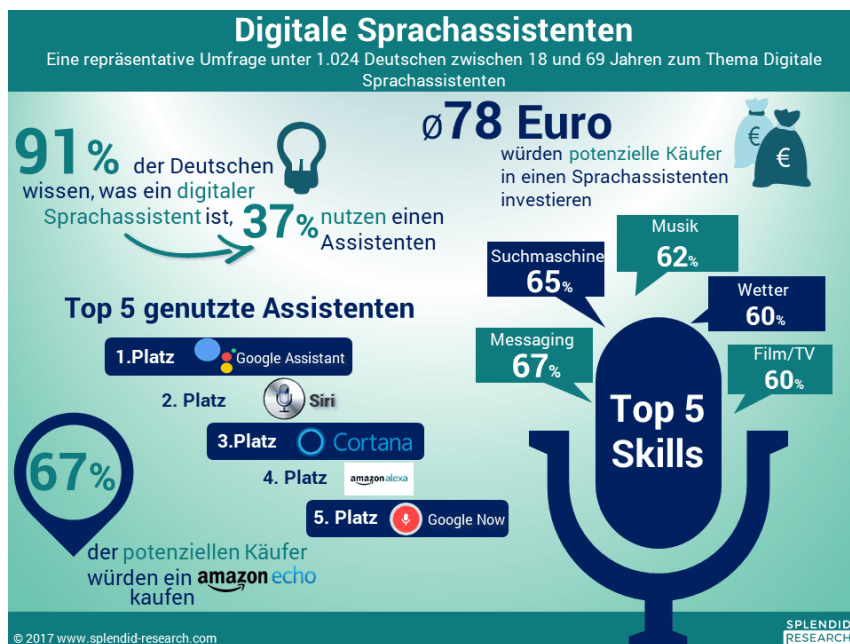 Digitale Sprachassistenten
Eine repräsentative Umfrage unter 1.024 Deutschen zwischen 18 und 69 Jahren zum Thema Digitale
Sprachassistenten
91% der Deutschen
wissen, was ein digitaler
Sprachassistent ist,
37% nutzen einen
Assistenten
ø78 Euro
würden potenzielle Käufer
in einen Sprachassistenten
investieren
€
€
Top 5 genutzte Assistenten
1.Platz Google Assistant
2. Platz Siri
3.Platz Cortana
4. Platz amazon alexa
5. Platz Google Now
67%
der potenziellen Käufer
würden ein amazon echo
kaufen
Messaging
67%
Suchmaschine
65%
Musik
62%
Wetter
60%
Film/TV
60%
Top 5
Skills
© 2017 www.splendid-research.com
SPLENDID
RESEARCH